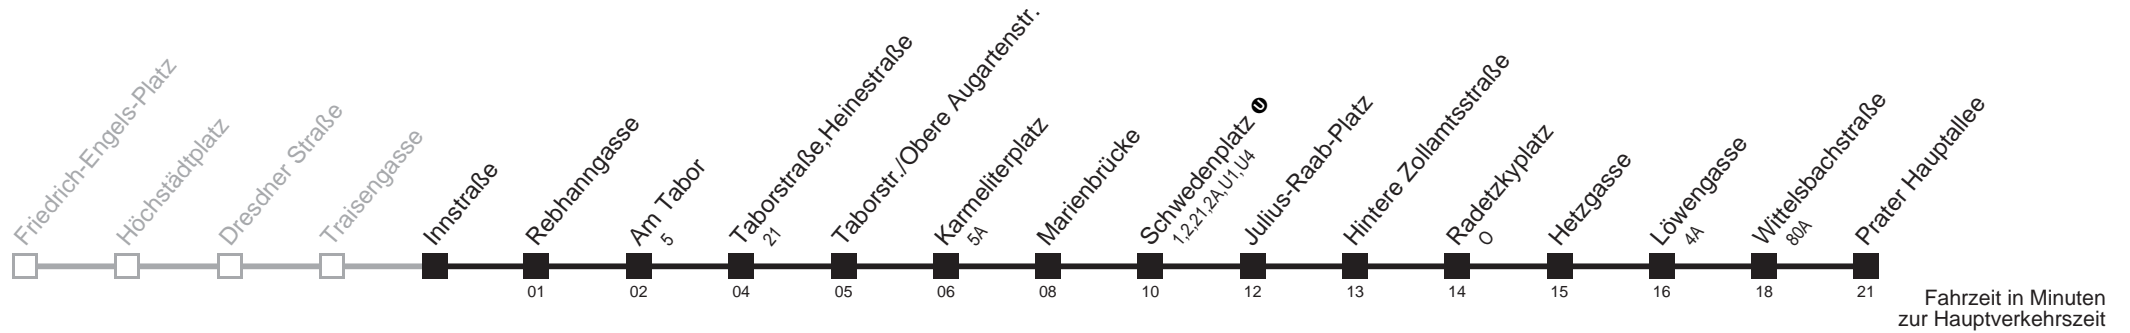 Friedrich-Engels-Platz
Höchstädtplatz
Dresdner Straße
Traisengasse
Innstraße
Rebhanngasse
01
Am Tabor
5
02
Taborstraße,Heinestraße
21
04
Taborstr./Obere Augartenstr.
05
Karmeliterplatz
5A
06
Marienbrücke
08
Schwedenplatz U
1,2,21,2A,U1,U4
10
Julius-Raab-Platz
12
Hintere Zollamtsstraße
13
Radetzkyplatz
O
14
Hetzgasse
15
Löwengasse
4A
16
Wittelsbachstraße
80A
18
Prater Hauptallee
21
Fahrzeit in Minuten
zur Hauptverkehrszeit